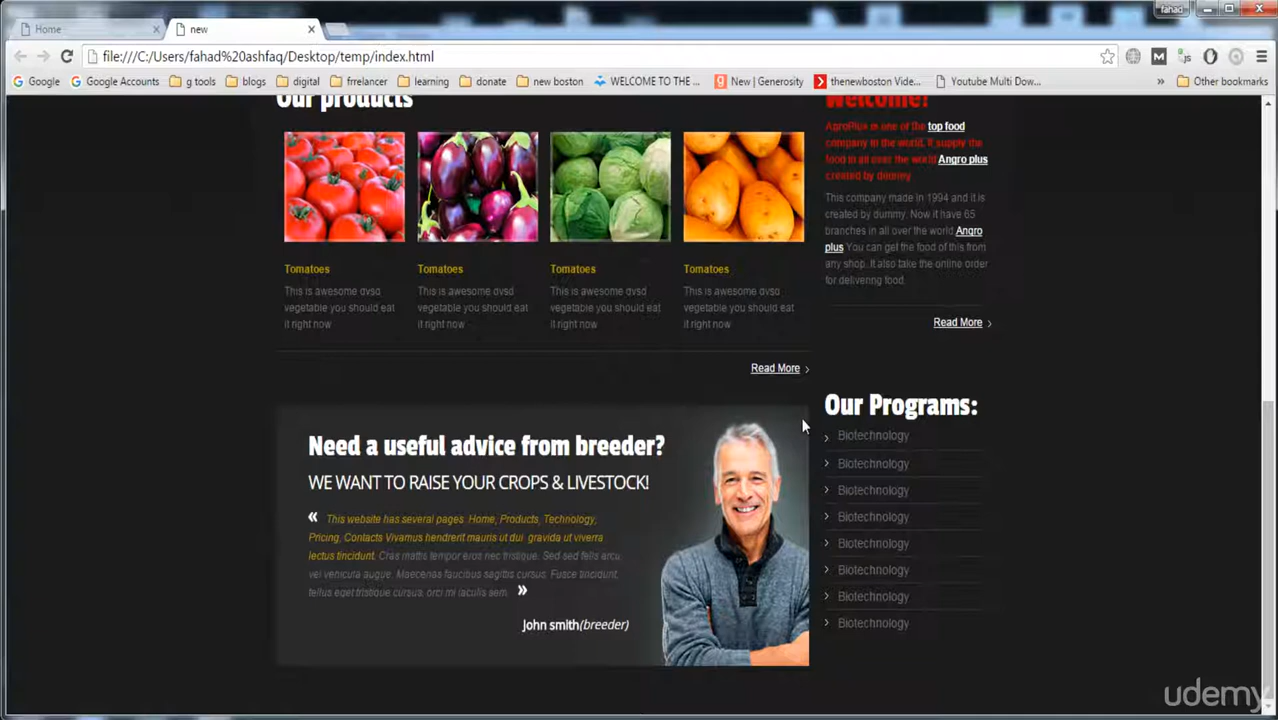 fahad
Home
new
file:///C:/Users/fahad%20ashfaq/Desktop/temp/index.html
Google
Google Accounts
g tools
blogs
digital
frrelancer
learning
donate
new boston
WELCOME TO THE ...
New | Generosity
thenewboston Vide...
Youtube Multi Dow...
»
Other bookmarks
Our products
Tomatoes
This is awesome dvsd
vegetable you should eat
it right now
Tomatoes
This is awesome dvsd
vegetable you should eat
it right now
Tomatoes
This is awesome dvsd
vegetable you should eat
it right now
Tomatoes
This is awesome dvsd
vegetable you should eat
it right now
Read More
Welcome!
AgroPlus is one of the top food
company in the world. It supply the
food in all over the world Angro plus
created by doumy
This company made in 1994 and it is
created by dummy. Now it have 65
branches in all over the world Angro
plus You can get the food of this from
any shop. It also take the online order
for delivering food.
Read More
Need a useful advice from breeder?
WE WANT TO RAISE YOUR CROPS & LIVESTOCK!
« This website has several pages: Home, Products, Technology,
Pricing, Contacts Vivamus hendrerit mauris ut dui gravida ut viverra
lectus tincidunt. Cras mattis tempor eros nec tristique. Sed sed felis arcu,
vel vehicula augue. Maecenas faucibus sagittis cursus. Fusce tincidunt,
tellus eget tristique cursus, orci mi iaculis sem. »
John smith(breeder)
Our Programs:
Biotechnology
Biotechnology
Biotechnology
Biotechnology
Biotechnology
Biotechnology
Biotechnology
Biotechnology
udemy